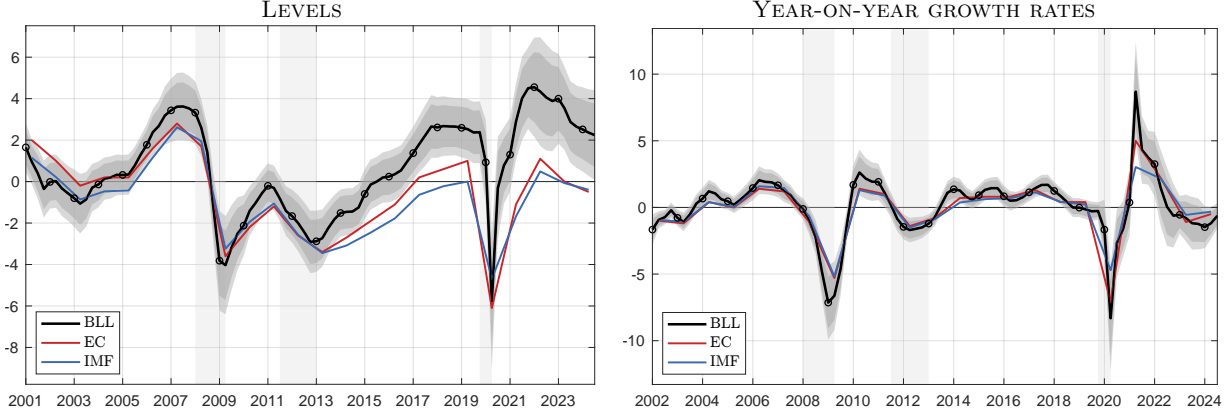 LEVELS
6
4
2
0
-2
-4
-6
-8
BLL
EC
IMF
2001 2003 2005 2007 2009 2011 2013 2015 2017 2019 2021 2023
YEAR-ON-YEAR GROWTH RATES
10
5
0
-5
-10
BLL
EC
IMF
2002 2004 2006 2008 2010 2012 2014 2016 2018 2020 2022 2024